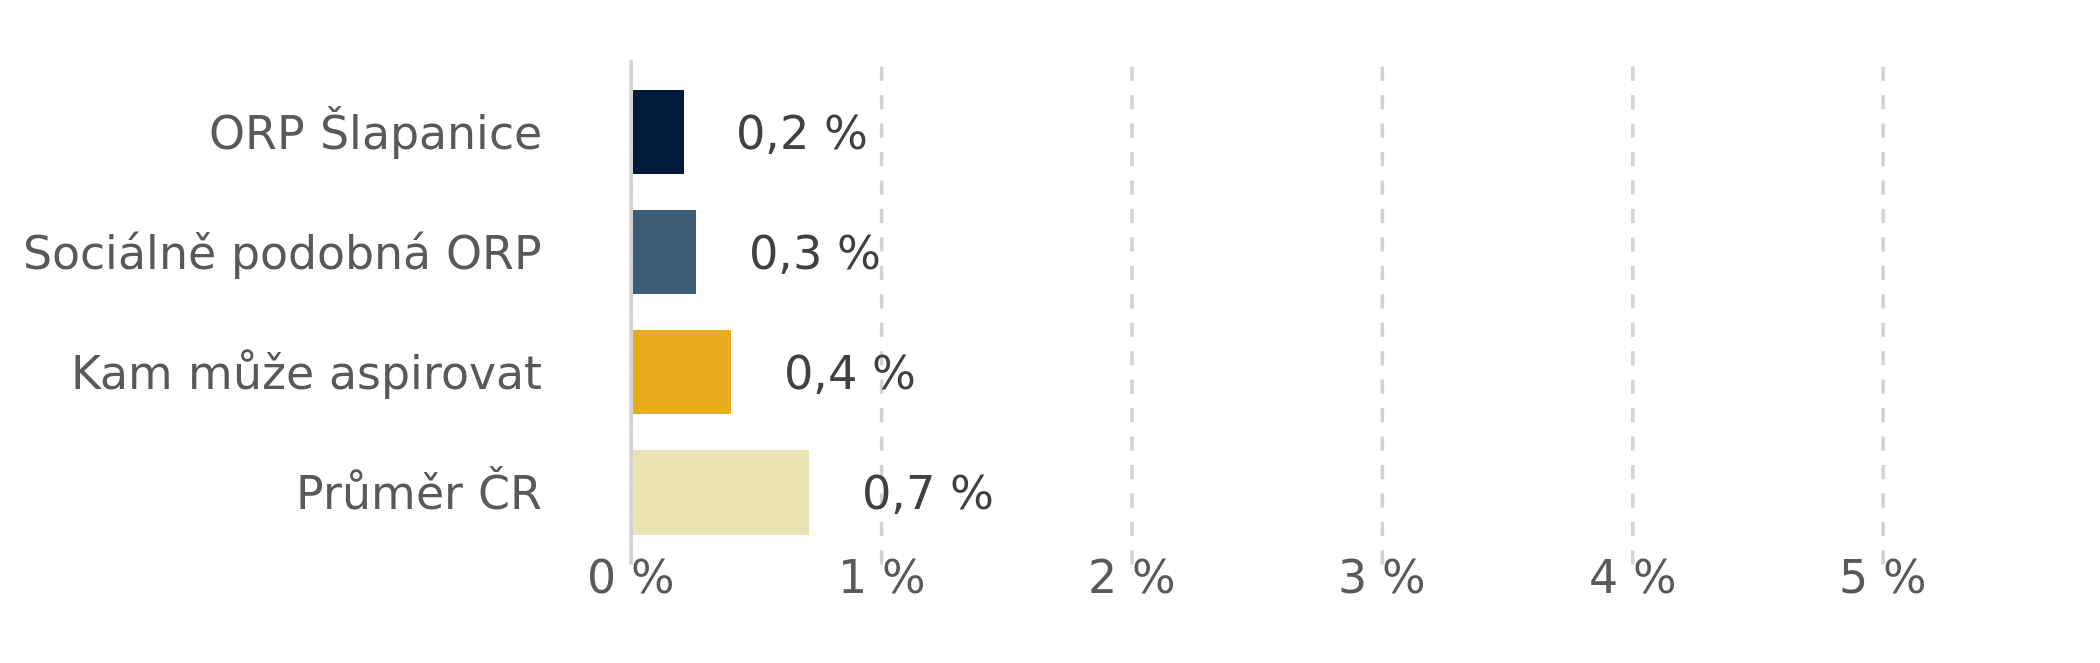 ORP Šlapanice 0,2 %
Sociálně podobná ORP 0,3 %
Kam může aspirovat 0,4 %
Průměr ČR 0,7 %
0 % 1 % 2 % 3 % 4 % 5 %